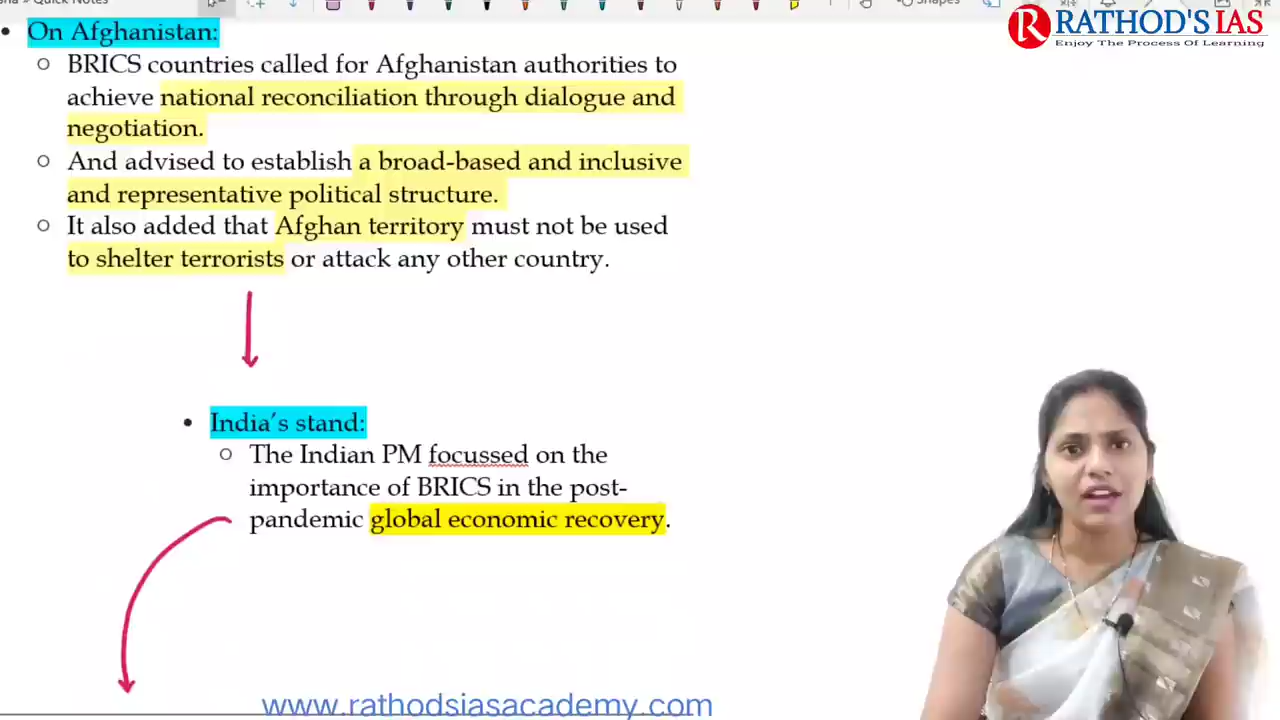 Quick Notes
Shapes
RATHOD'S IAS
Enjoy The Process Of Learning
• On Afghanistan:
○ BRICS countries called for Afghanistan authorities to
achieve national reconciliation through dialogue and
negotiation.
○ And advised to establish a broad-based and inclusive
and representative political structure.
○ It also added that Afghan territory must not be used
to shelter terrorists or attack any other country.
• India's stand:
○ The Indian PM focussed on the
importance of BRICS in the post-
pandemic global economic recovery.
www.rathodsiasacademy.com